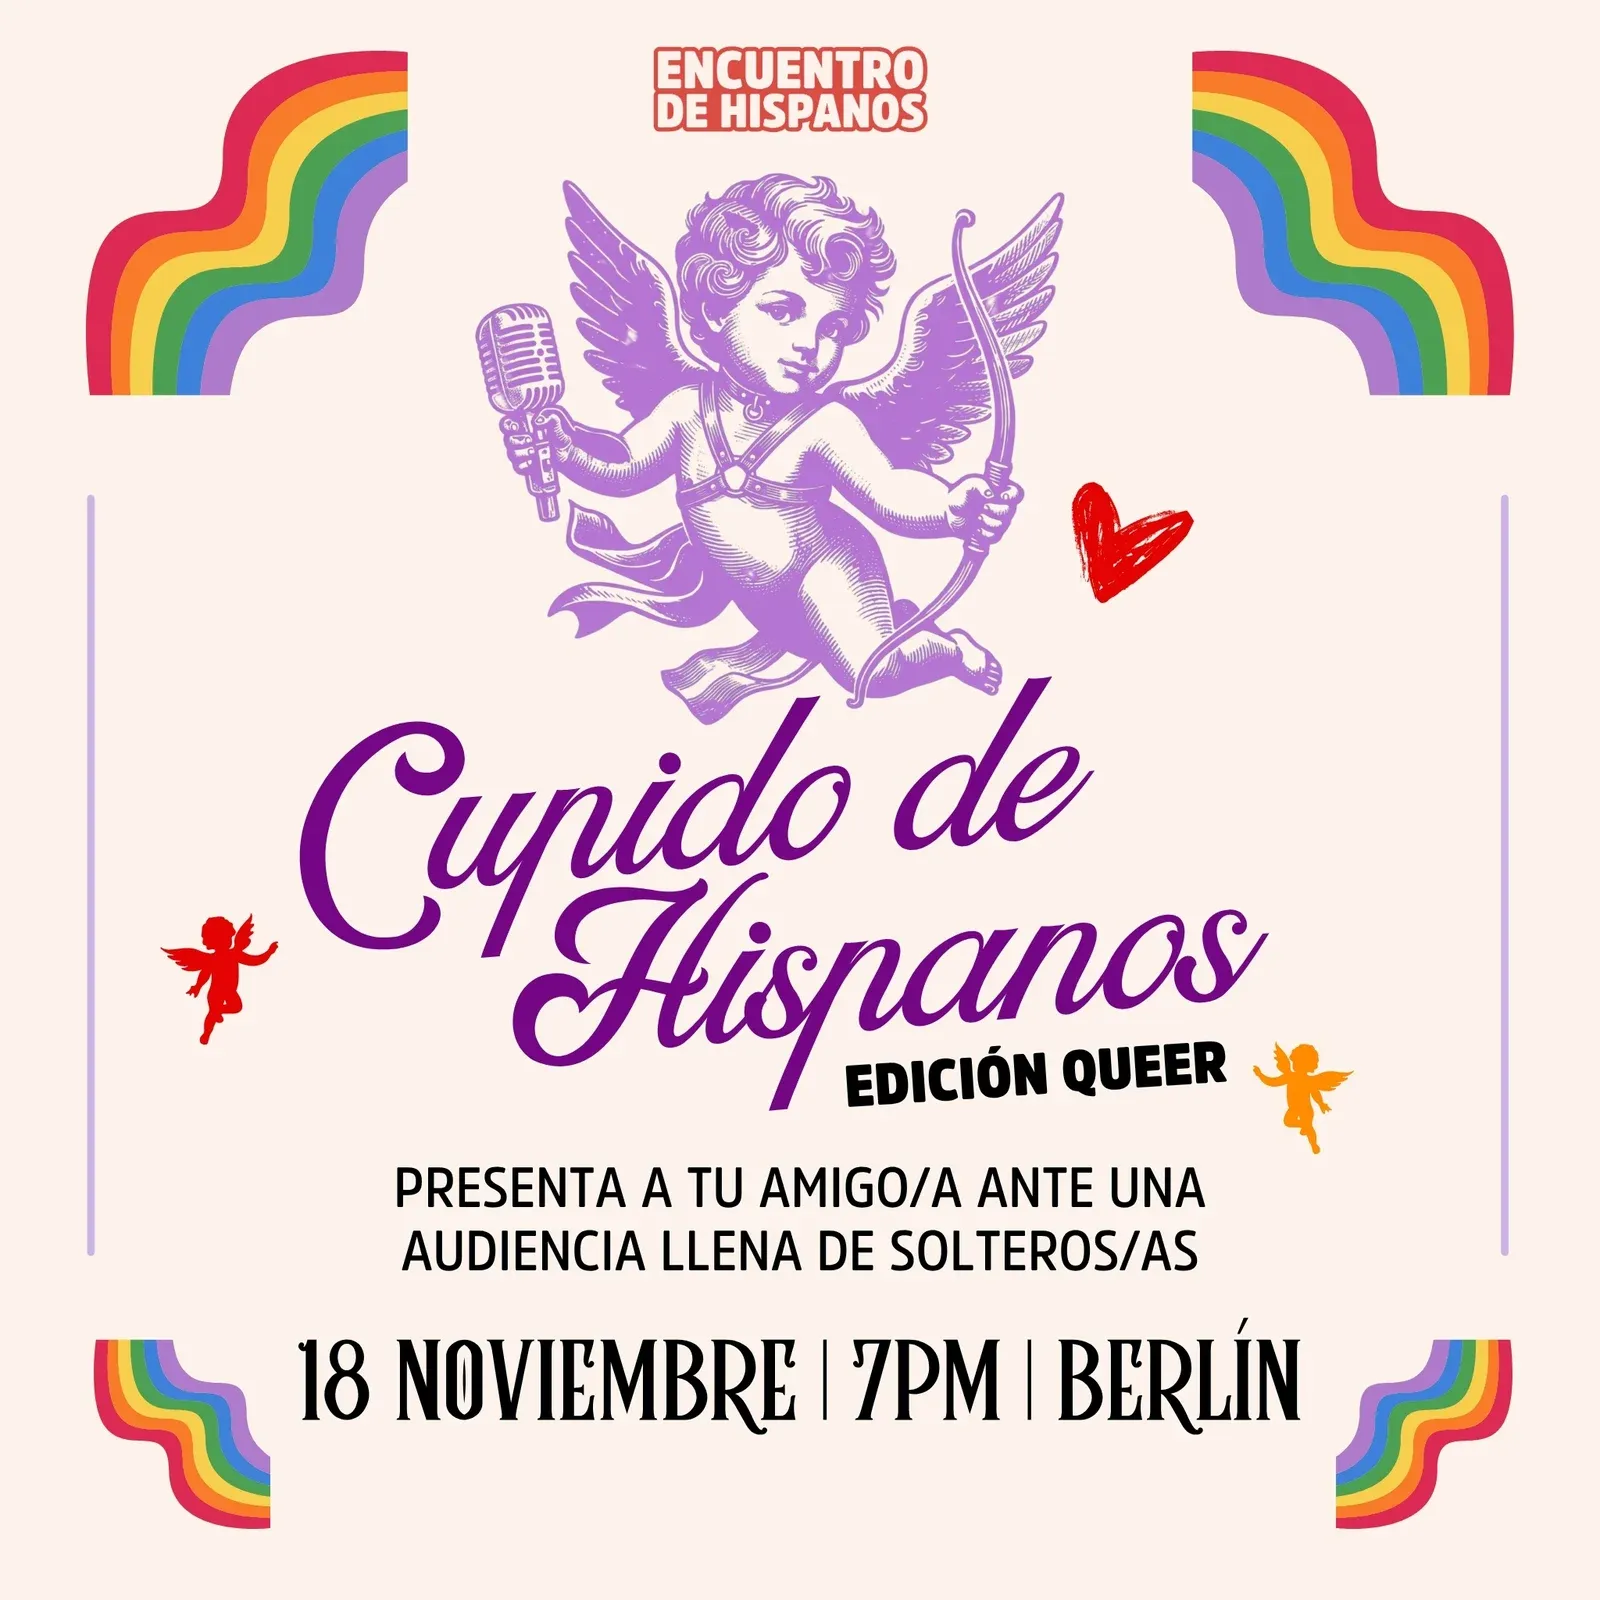 ENCUENTRO
DE HISPANOS
Cupido de
Hispanos
EDICIÓN QUEER
PRESENTA A TU AMIGO/A ANTE UNA
AUDIENCIA LLENA DE SOLTEROS/AS
18 NOVIEMBRE | 7PM | BERLÍN